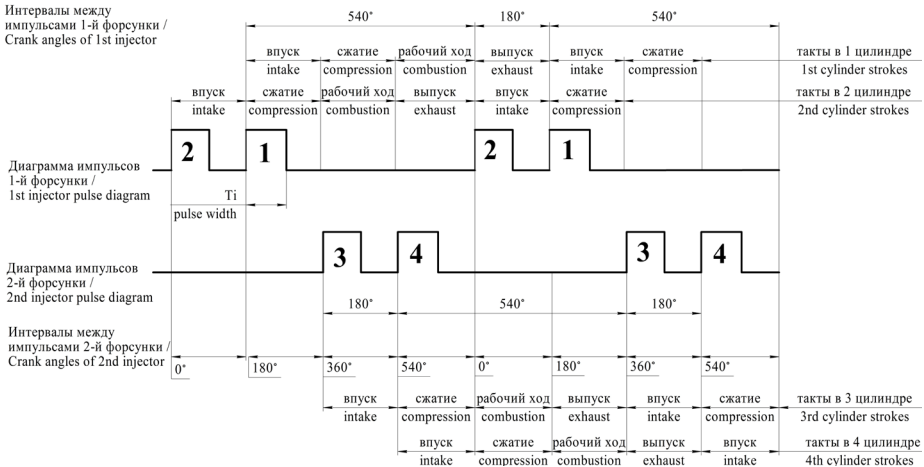 Интервалы между
импульсами 1-й форсунки /
Crank angles of 1st injector
540° 180° 540°
впуск сжатие рабочий ход выпуск впуск сжатие такты в 1 цилиндре
intake compression combustion exhaust intake compression 1st cylinder strokes
впуск сжатие рабочий ход выпуск впуск сжатие такты в 2 цилиндре
intake compression combustion exhaust intake compression 2nd cylinder strokes
2 1 2 1
Диаграмма импульсов
1-й форсунки /
1st injector pulse diagram
Ti
pulse width
3 4 3 4
Диаграмма импульсов
2-й форсунки /
2nd injector pulse diagram
180° 540° 180°
Интервалы между
импульсами 2-й форсунки /
Crank angles of 2nd injector
0° 180° 360° 540° 0° 180° 360° 540°
впуск сжатие рабочий ход выпуск впуск сжатие такты в 3 цилиндре
intake compression combustion exhaust intake compression 3rd cylinder strokes
впуск сжатие рабочий ход выпуск впуск такты в 4 цилиндре
intake compression combustion exhaust intake 4th cylinder strokes